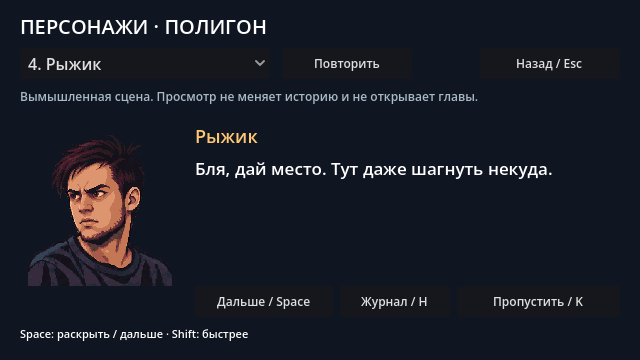 ПЕРСОНАЖИ · ПОЛИГОН
4. Рыжик
Повторить
Назад / Esc
Вымышленная сцена. Просмотр не меняет историю и не открывает главы.
Рыжик
Бля, дай место. Тут даже шагнуть некуда.
Дальше / Space
Журнал / H
Пропустить / K
Space: раскрыть / дальше · Shift: быстрее